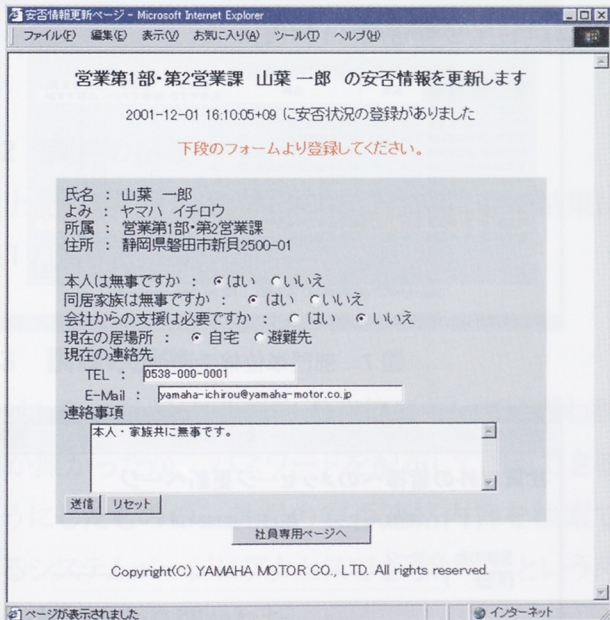 安否情報更新ページ - Microsoft Internet Explorer
ファイル(F) 編集(E) 表示(V) お気に入り(A) ツール(T) ヘルプ(H)
営業第1部・第2営業課 山葉 一郎 の安否情報を更新します
2001-12-01 16:10:05+09 に安否状況の登録がありました
下段のフォームより登録してください。
氏名 : 山葉 一郎
よみ : ヤマハ イチロウ
所属 : 営業第1部・第2営業課
住所 : 静岡県磐田市新貝2500-01
本人は無事ですか : はい いいえ
同居家族は無事ですか : はい いいえ
会社からの支援は必要ですか : はい いいえ
現在の居場所 : 自宅 避難先
現在の連絡先
TEL : 0538-000-0001
E-Mail : yamaha-ichirou@yamaha-motor.co.jp
連絡事項
本人・家族共に無事です。
送信 リセット
社員専用ページへ
Copyright(C) YAMAHA MOTOR CO., LTD. All rights reserved.
ページが表示されました インターネット